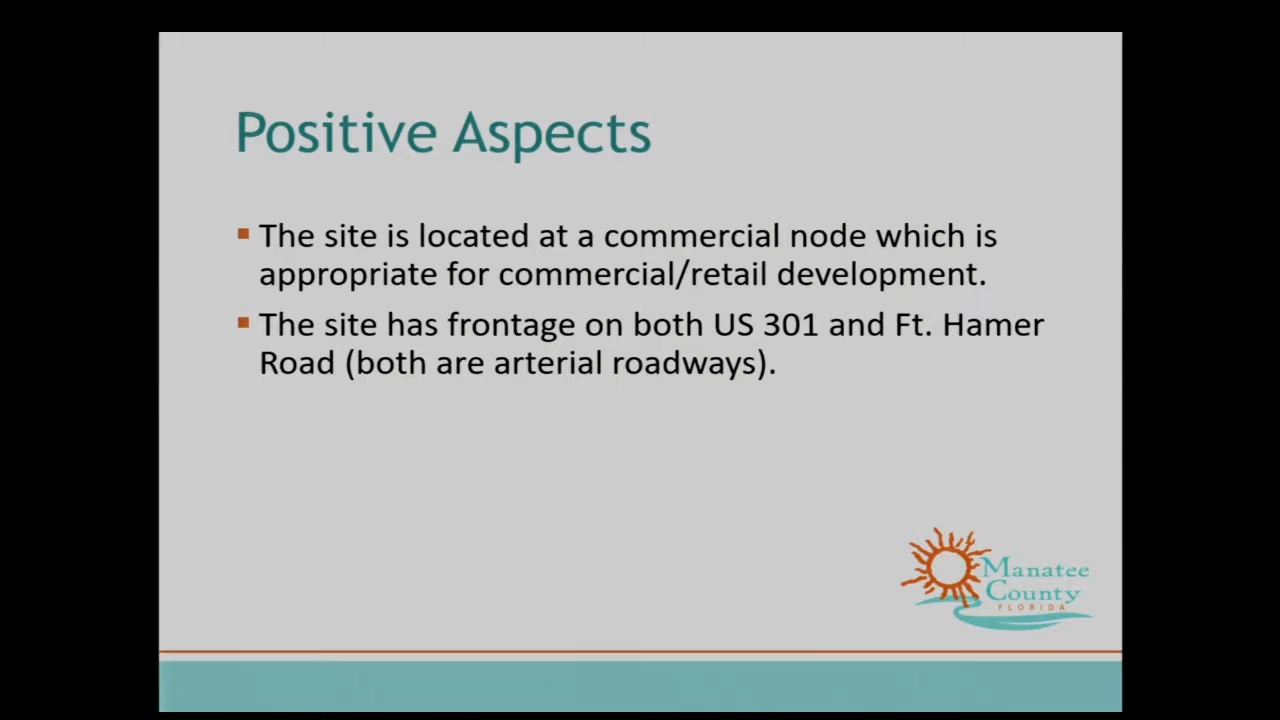 Positive Aspects
The site is located at a commercial node which is
appropriate for commercial/retail development.
The site has frontage on both US 301 and Ft. Hamer
Road (both are arterial roadways).
Manatee
County
FLORIDA